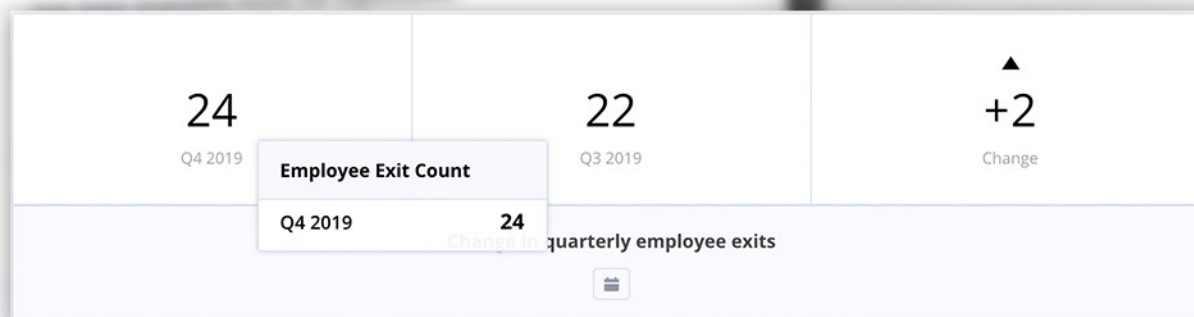 24
Q4 2019
22
Q3 2019
▲
+2
Change
Employee Exit Count
Q4 2019 24
Change in quarterly employee exits